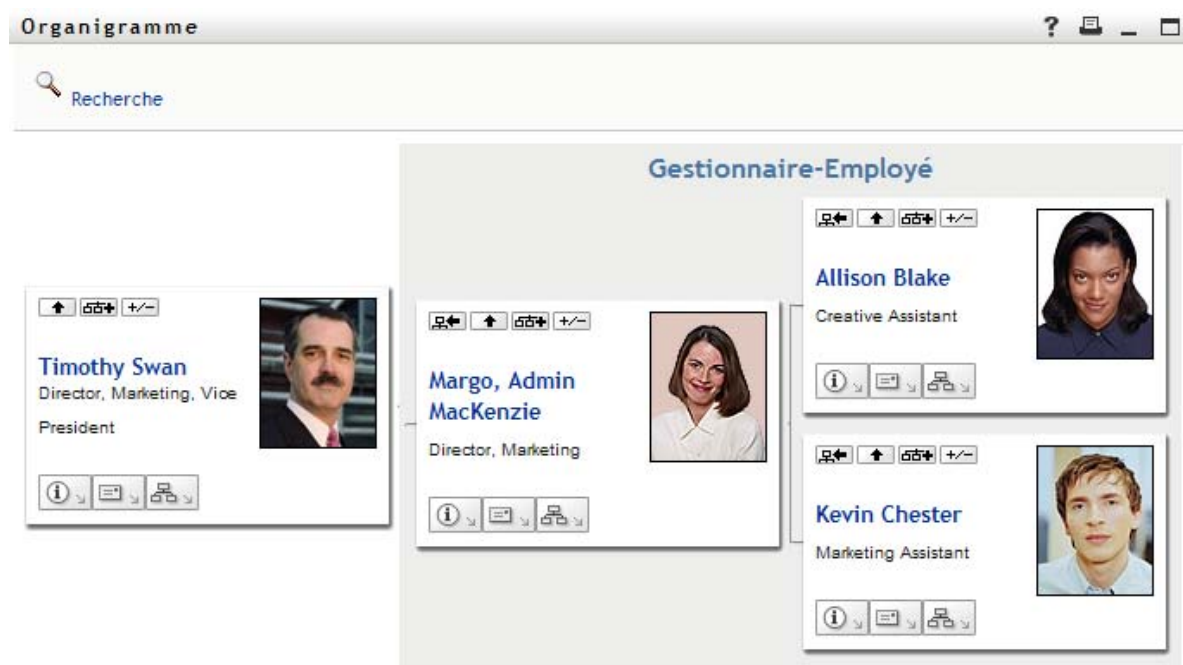 Organigramme
?
Recherche
Gestionnaire-Employé
+/-
Timothy Swan
Director, Marketing, Vice
President
+/-
Margo, Admin
MacKenzie
Director, Marketing
+/-
Allison Blake
Creative Assistant
+/-
Kevin Chester
Marketing Assistant